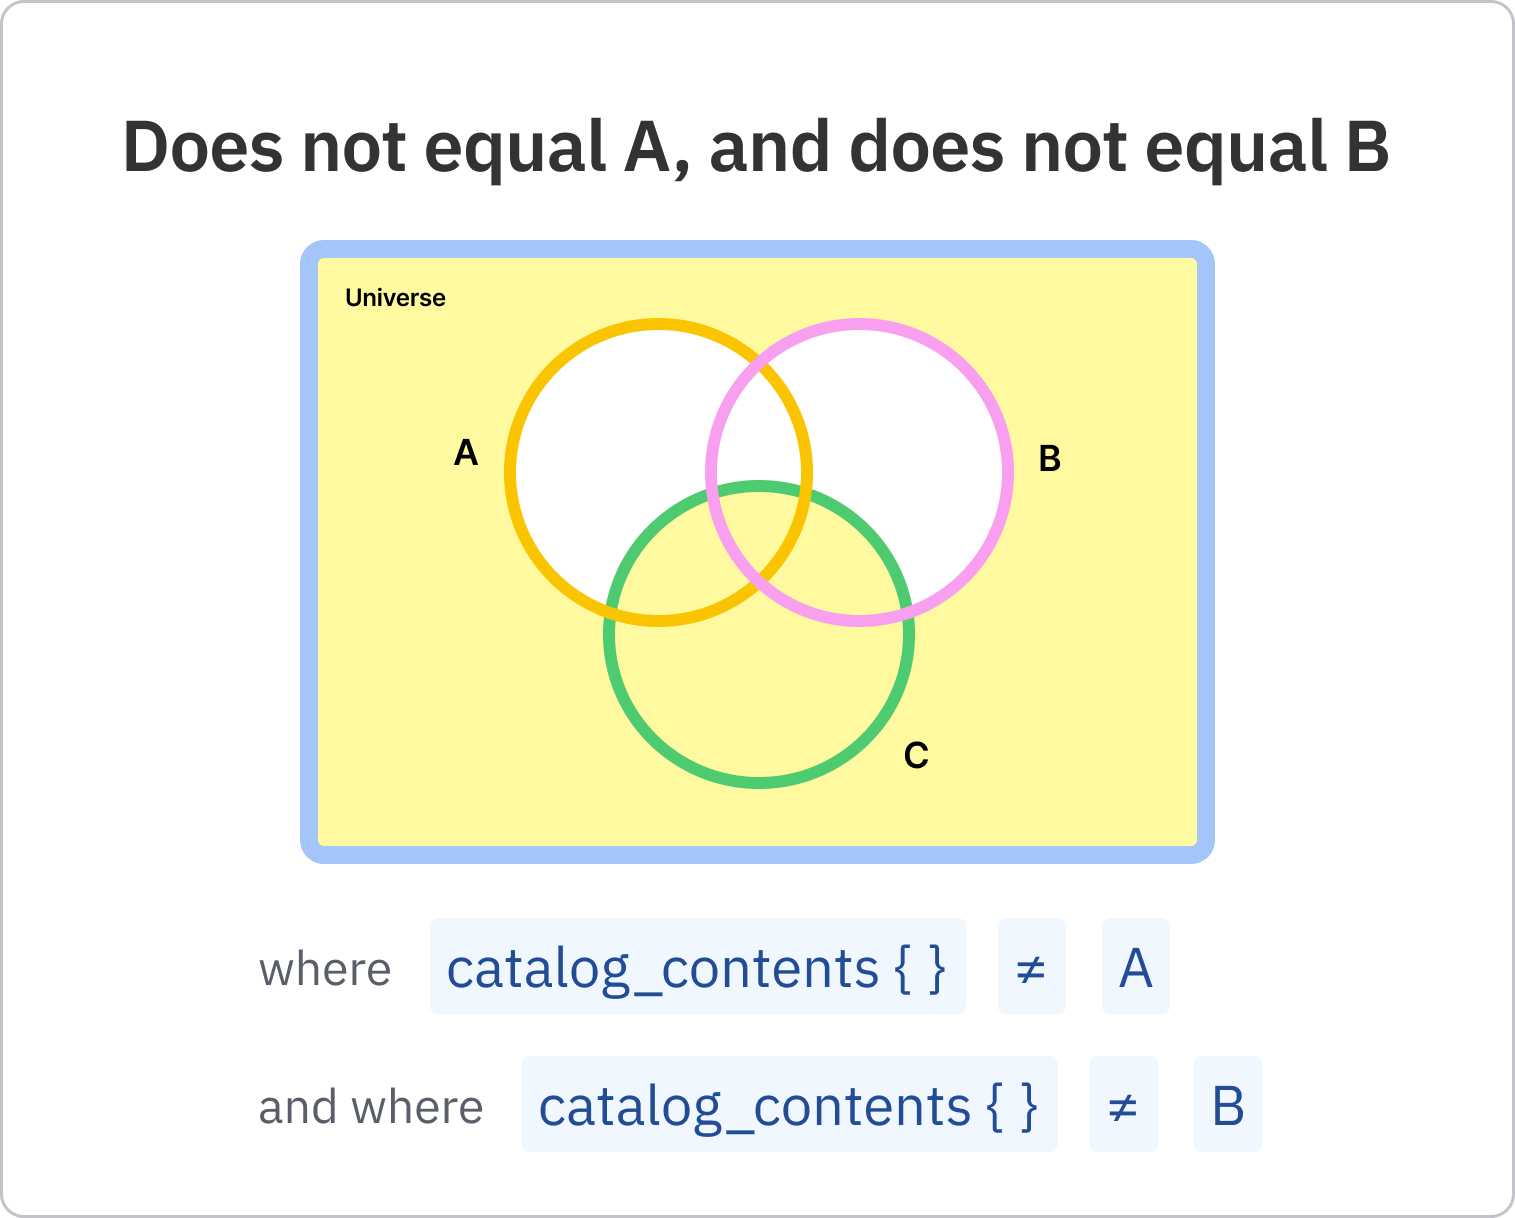 Does not equal A, and does not equal B
Universe
A
B
C
where catalog_contents { } ≠ A
and where catalog_contents { } ≠ B